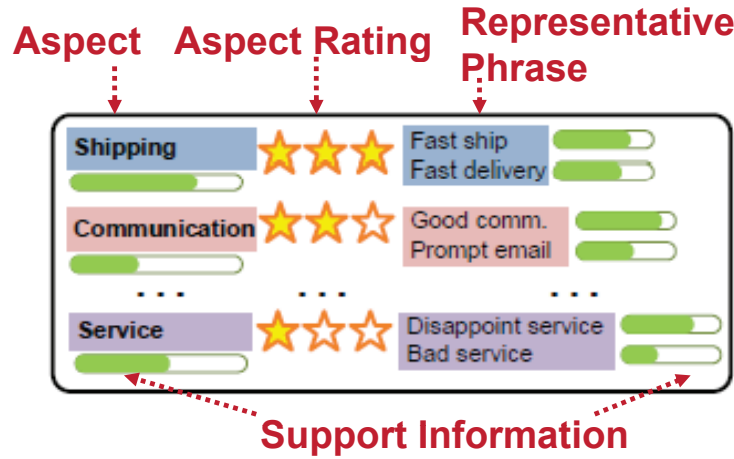 Aspect Aspect Rating Representative
Phrase
Shipping
Fast ship
Fast delivery
Communication
Good comm.
Prompt email
... ... ...
Service
Disappoint service
Bad service
Support Information